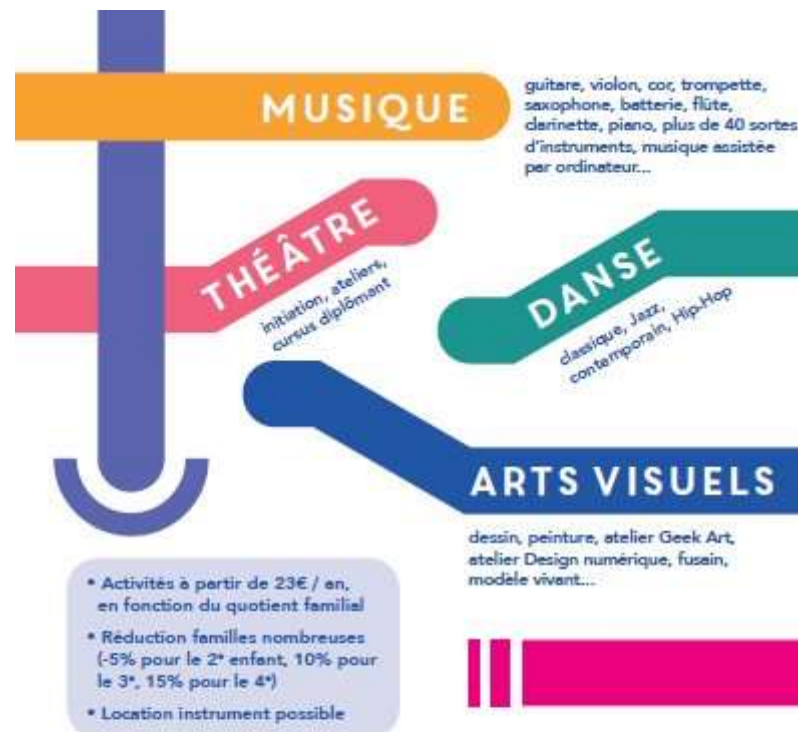 MUSIQUE
guitare, violon, cor, trompette,
saxophone, batterie, flûte,
clarinette, piano, plus de 40 sortes
d'instruments, musique assistée
par ordinateur...
THÉÂTRE
initiation, ateliers,
cursus diplômant
DANSE
classique, Jazz,
contemporain, Hip-Hop
ARTS VISUELS
dessin, peinture, atelier Geek Art,
atelier Design numérique, fusain,
modèle vivant...
• Activités à partir de 23€ / an,
en fonction du quotient familial
• Réduction familles nombreuses
(-5% pour le 2e enfant, 10% pour
le 3e, 15% pour le 4e)
• Location instrument possible